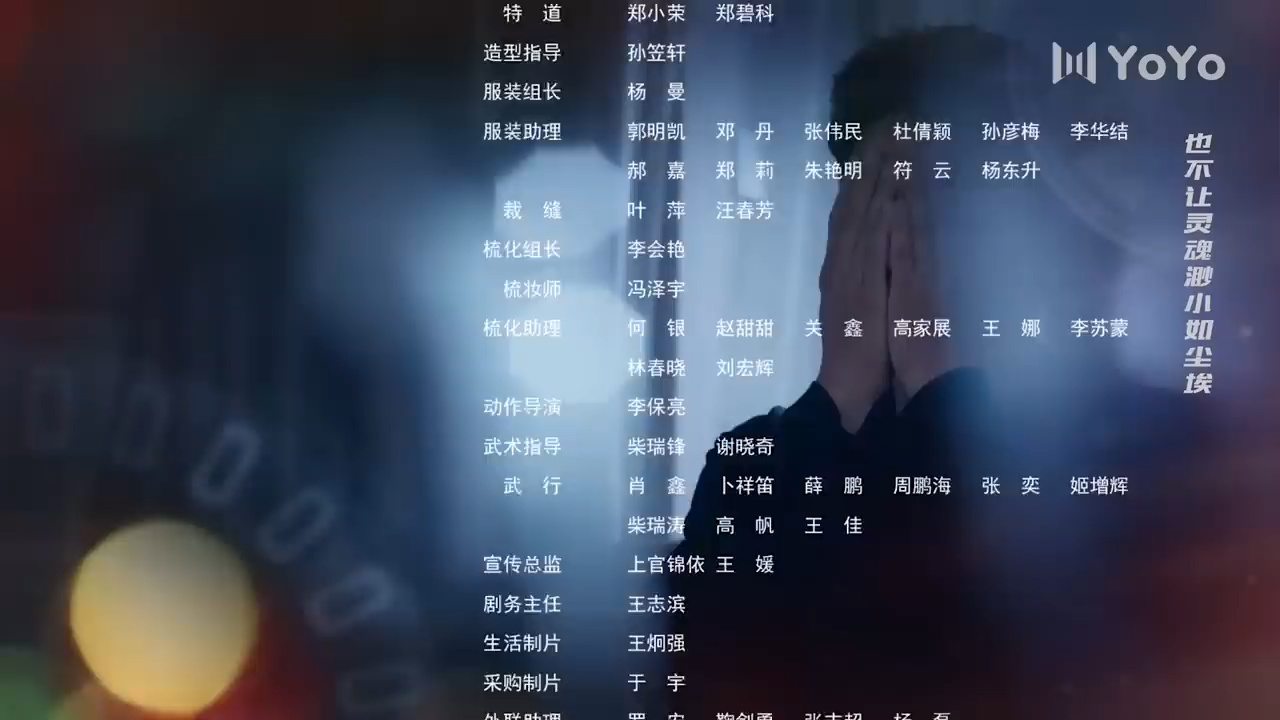 特 道 郑小荣 郑碧科
造型指导 孙笠轩
服装组长 杨 曼
服装助理 郭明凯 邓 丹 张伟民 杜倩颖 孙彦梅 李华结
郝 嘉 郑 莉 朱艳明 符 云 杨东升
裁 缝 叶 萍 汪春芳
梳化组长 李会艳
梳妆师 冯泽宇
梳化助理 何 银 赵甜甜 关 鑫 高家展 王 娜 李苏蒙
林春晓 刘宏辉
动作导演 李保亮
武术指导 柴瑞锋 谢晓奇
武 行 肖 鑫 卜祥笛 薛 鹏 周鹏海 张 奕 姬增辉
柴瑞涛 高 帆 王 佳
宣传总监 上官锦依 王 媛
剧务主任 王志滨
生活制片 王炯强
采购制片 于 宇
YoYo
也不让灵魂渺小如尘埃